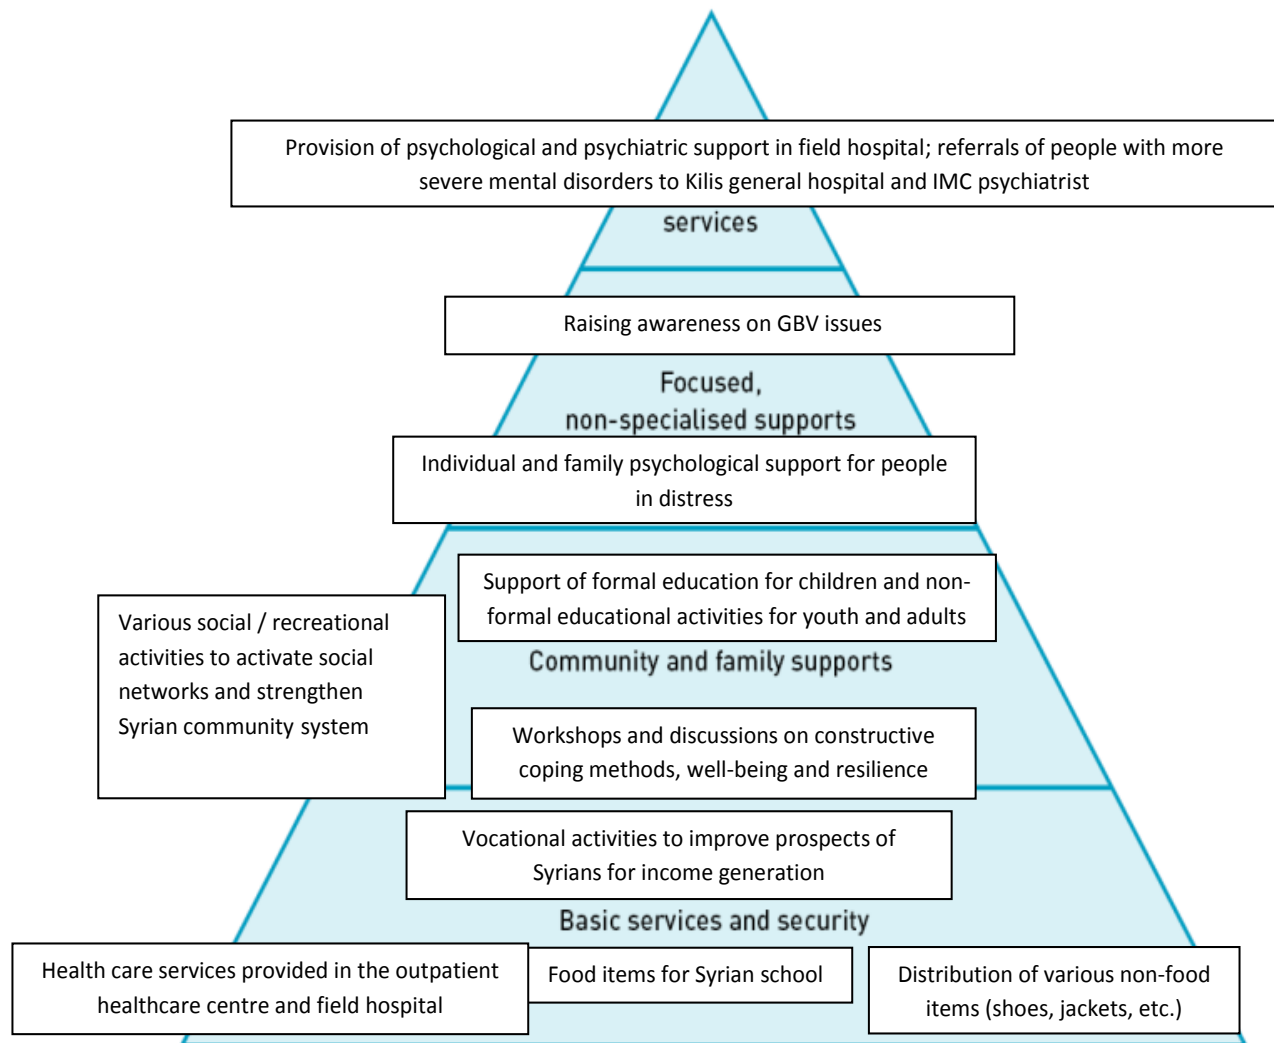 Provision of psychological and psychiatric support in field hospital; referrals of people with more
severe mental disorders to Kilis general hospital and IMC psychiatrist
services
Raising awareness on GBV issues
Focused,
non-specialised supports
Individual and family psychological support for people
in distress
Support of formal education for children and non-
formal educational activities for youth and adults
Various social / recreational
activities to activate social
networks and strengthen
Syrian community system
Community and family supports
Workshops and discussions on constructive
coping methods, well-being and resilience
Vocational activities to improve prospects of
Syrians for income generation
Basic services and security
Health care services provided in the outpatient
healthcare centre and field hospital
Food items for Syrian school
Distribution of various non-food
items (shoes, jackets, etc.)